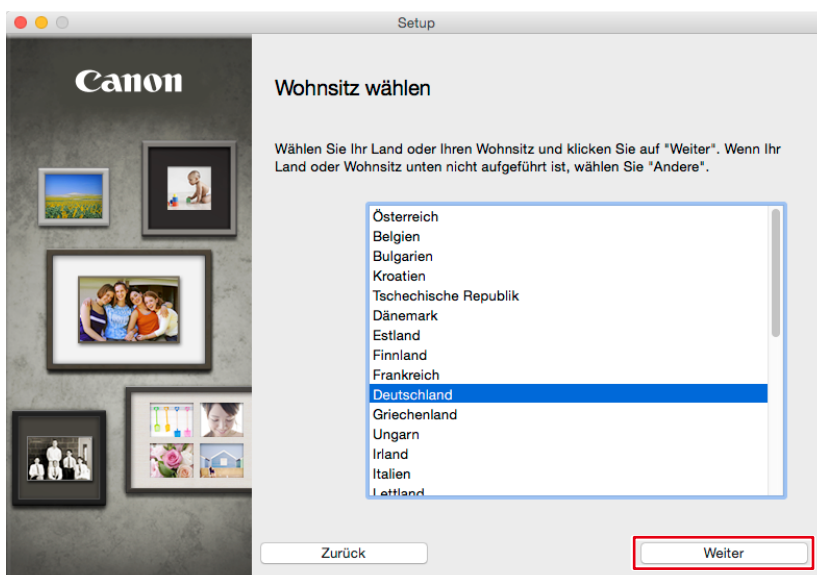 Setup
Canon
Wohnsitz wählen
Wählen Sie Ihr Land oder Ihren Wohnsitz und klicken Sie auf "Weiter". Wenn Ihr
Land oder Wohnsitz unten nicht aufgeführt ist, wählen Sie "Andere".
Österreich
Belgien
Bulgarien
Kroatien
Tschechische Republik
Dänemark
Estland
Finnland
Frankreich
Deutschland
Griechenland
Ungarn
Irland
Italien
Lettland
Zurück
Weiter